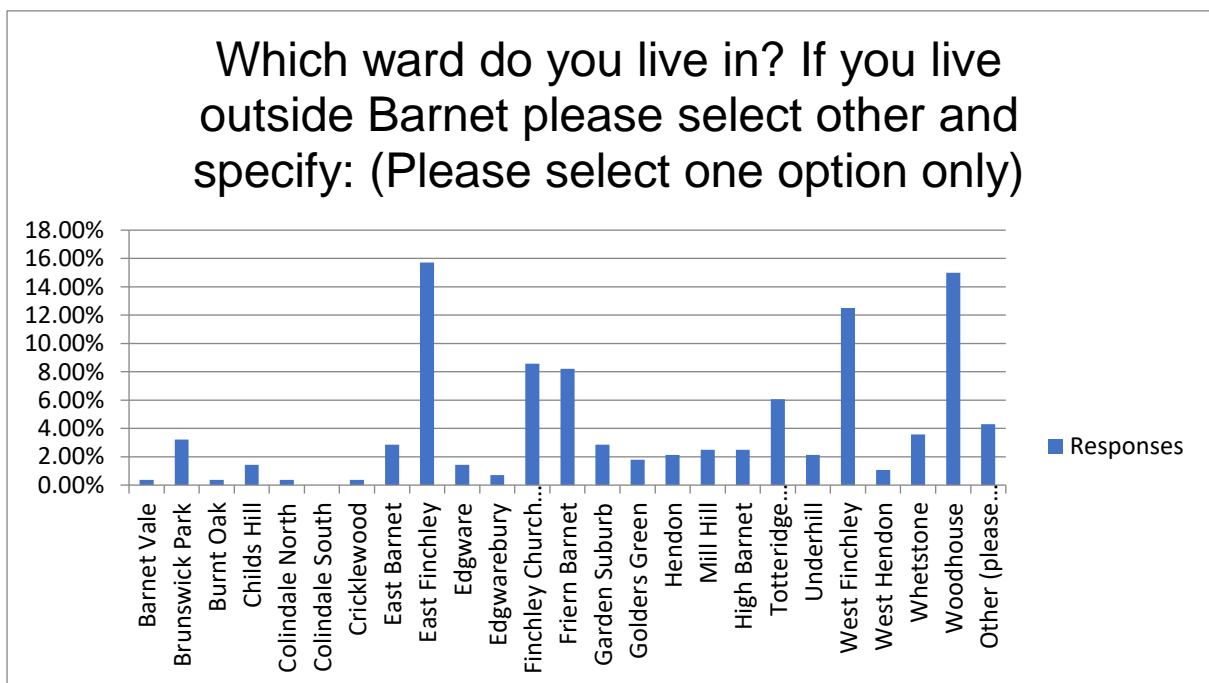 Which ward do you live in? If you live
outside Barnet please select other and
specify: (Please select one option only)
18.00%
16.00%
14.00%
12.00%
10.00%
8.00%
6.00%
4.00%
2.00%
0.00%
Responses
Barnet Vale
Brunswick Park
Burnt Oak
Childs Hill
Colindale North
Colindale South
Cricklewood
East Barnet
East Finchley
Edgware
Edgwarebury
Finchley Church…
Friern Barnet
Garden Suburb
Golders Green
Hendon
Mill Hill
High Barnet
Totteridge…
Underhill
West Finchley
West Hendon
Whetstone
Woodhouse
Other (please…